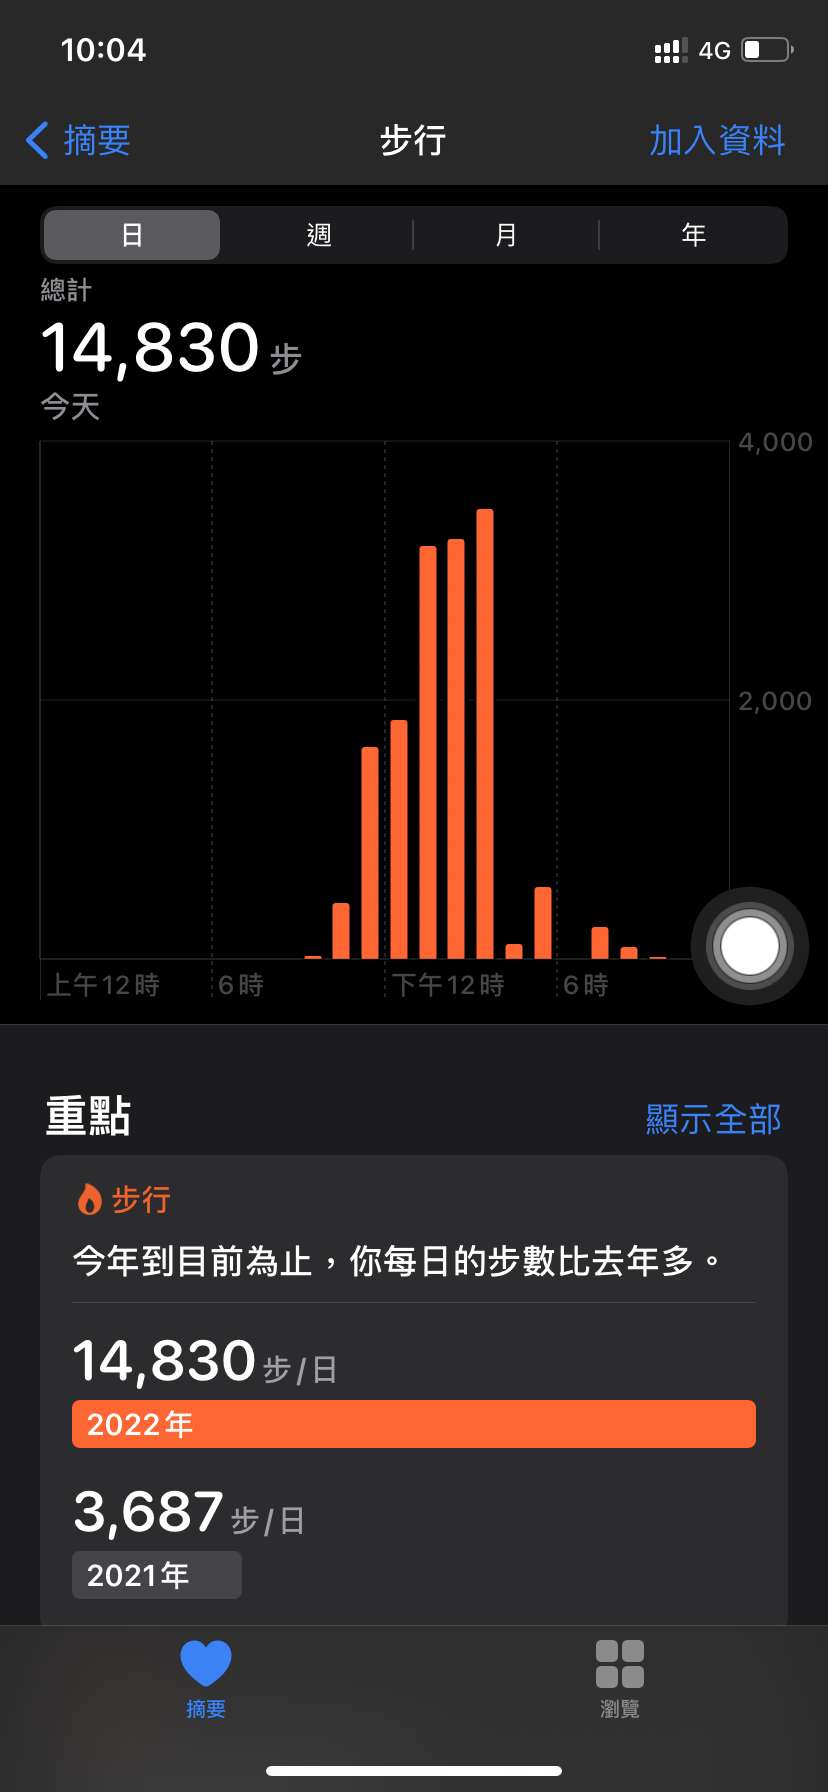 10:04
4G
摘要
步行
加入資料
日
週
月
年
總計
14,830 步
今天
4,000
2,000
上午12時
6時
下午12時
6時
重點
顯示全部
步行
今年到目前為止，你每日的步數比去年多。
14,830 步/日
2022年
3,687 步/日
2021年
摘要
瀏覽